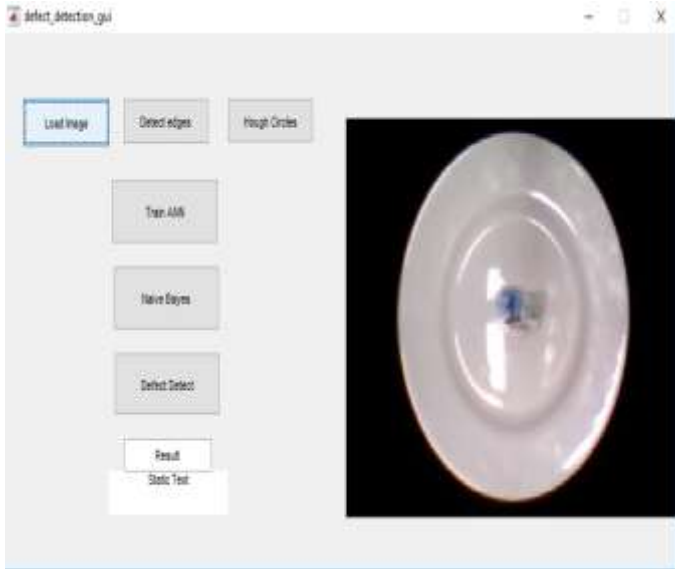 defect_detection_gui
Load Image
Detect edges
Hough Circles
Train ANN
Naive Bayes
Defect Detect
Result
Static Text